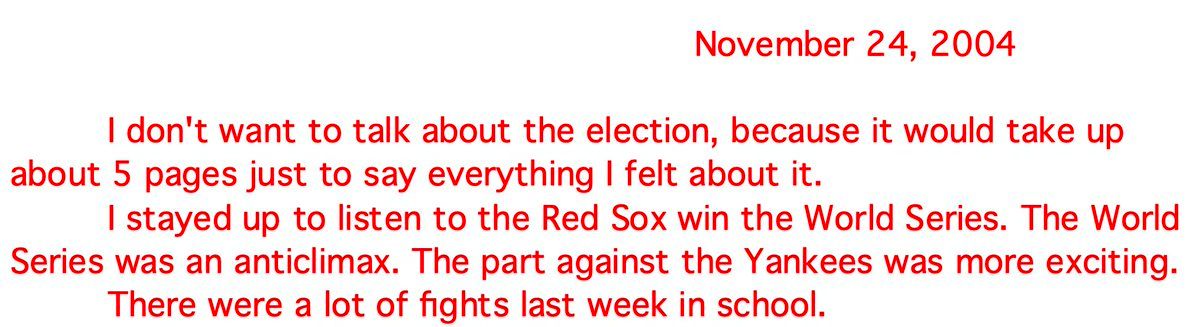 November 24, 2004
I don't want to talk about the election, because it would take up
about 5 pages just to say everything I felt about it.
I stayed up to listen to the Red Sox win the World Series. The World
Series was an anticlimax. The part against the Yankees was more exciting.
There were a lot of fights last week in school.